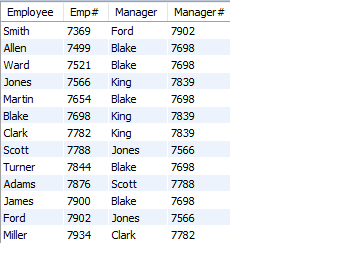 Employee Emp# Manager Manager#
Smith 7369 Ford 7902
Allen 7499 Blake 7698
Ward 7521 Blake 7698
Jones 7566 King 7839
Martin 7654 Blake 7698
Blake 7698 King 7839
Clark 7782 King 7839
Scott 7788 Jones 7566
Turner 7844 Blake 7698
Adams 7876 Scott 7788
James 7900 Blake 7698
Ford 7902 Jones 7566
Miller 7934 Clark 7782